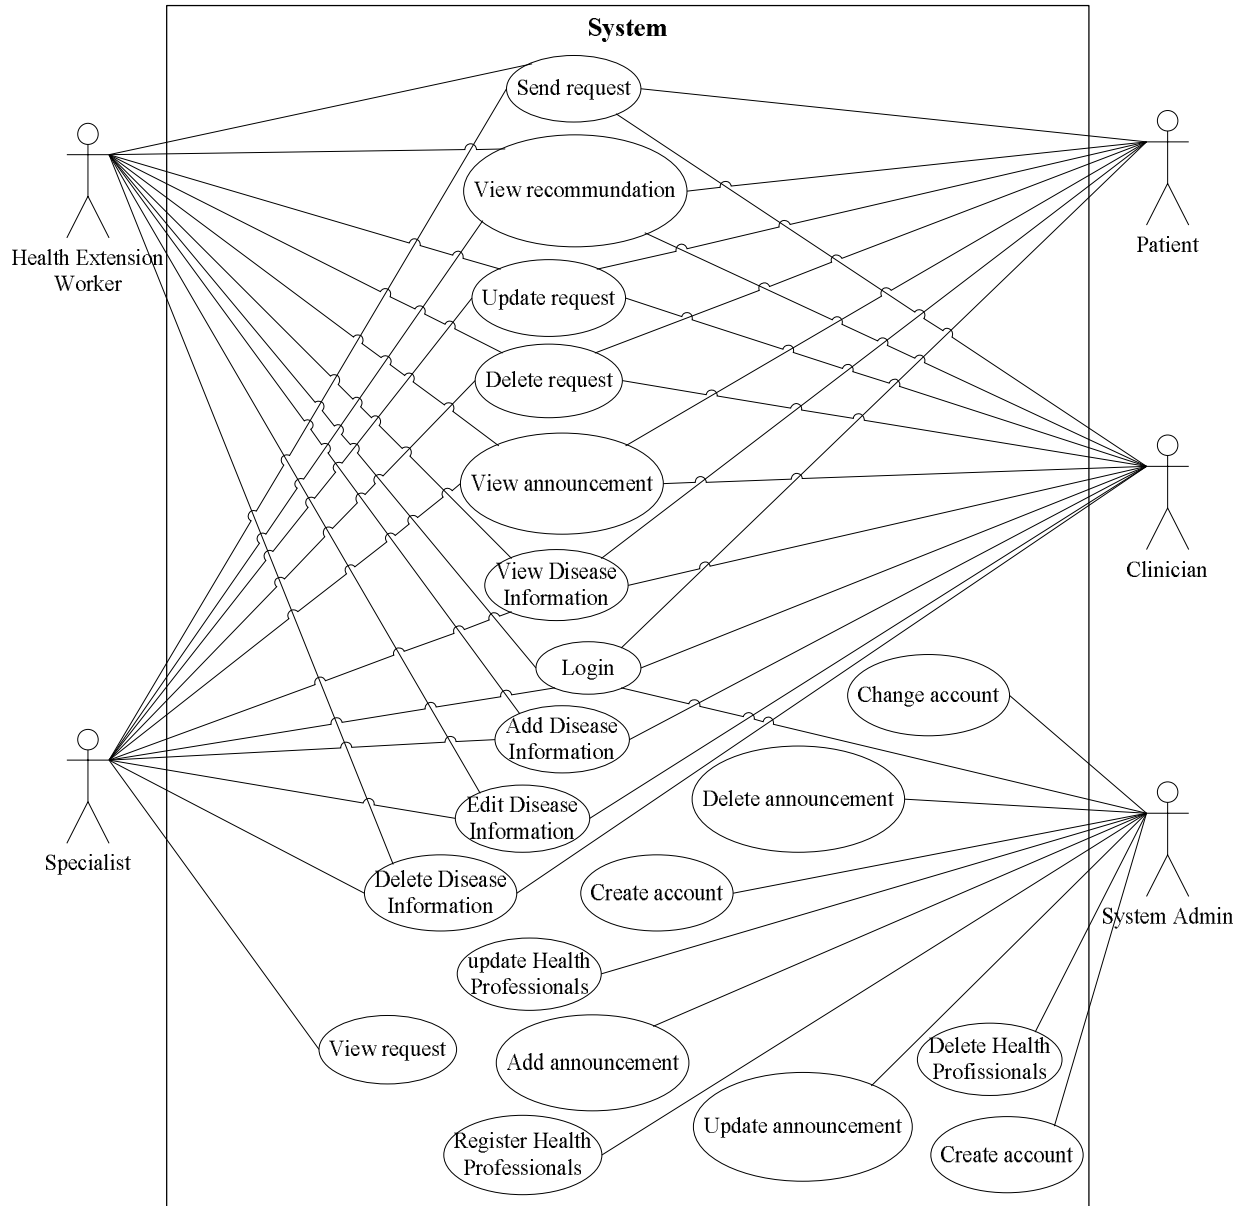 System
Send request
View recommundation
Health Extension
Worker
Patient
Update request
Delete request
View announcement
Clinician
View Disease
Information
Login
Change account
Add Disease
Information
Delete announcement
Edit Disease
Information
Specialist
Delete Disease
Information
Create account
System Admin
update Health
Professionals
View request
Add announcement
Delete Health
Profissionals
Update announcement
Register Health
Professionals
Create account